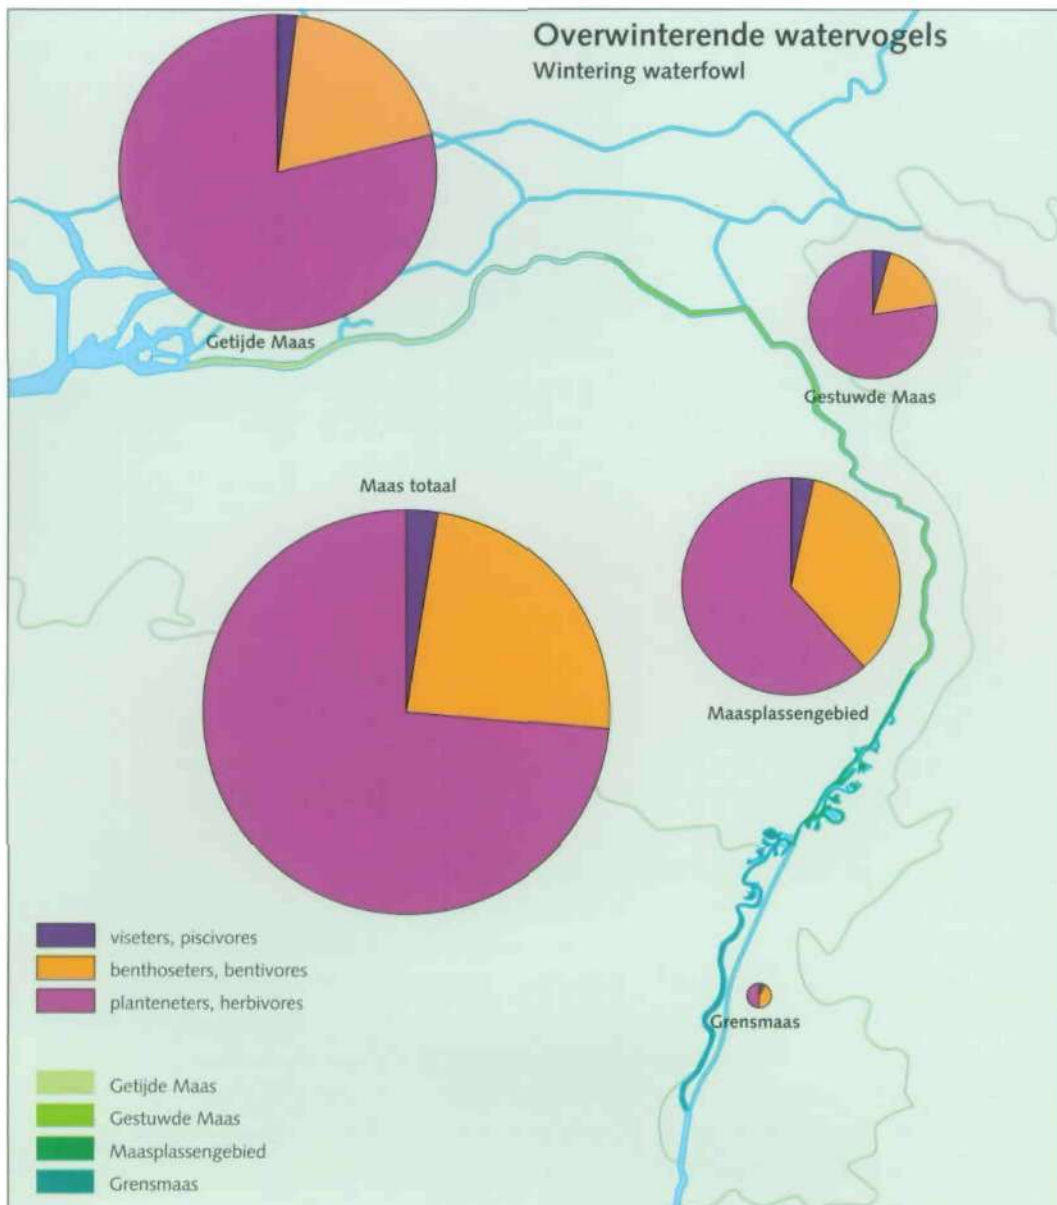 Overwinterende watervogels
Wintering waterfowl
Getijde Maas
Gestuwde Maas
Maas totaal
Maasplassengebied
Grensmaas
viseters, piscivores
benthoseters, bentivores
planteneters, herbivores
Getijde Maas
Gestuwde Maas
Maasplassengebied
Grensmaas